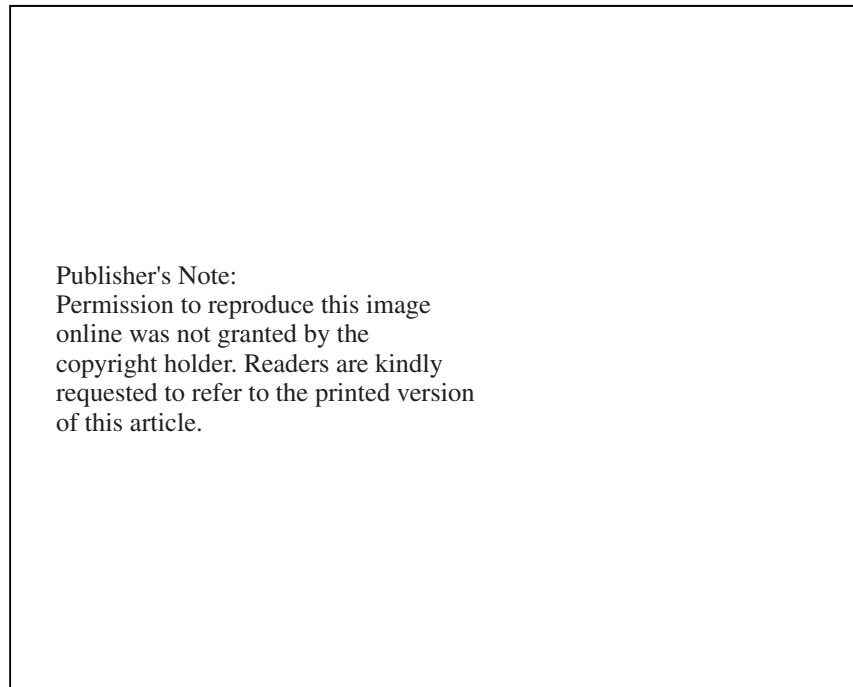 Publisher's Note:
Permission to reproduce this image
online was not granted by the
copyright holder. Readers are kindly
requested to refer to the printed version
of this article.